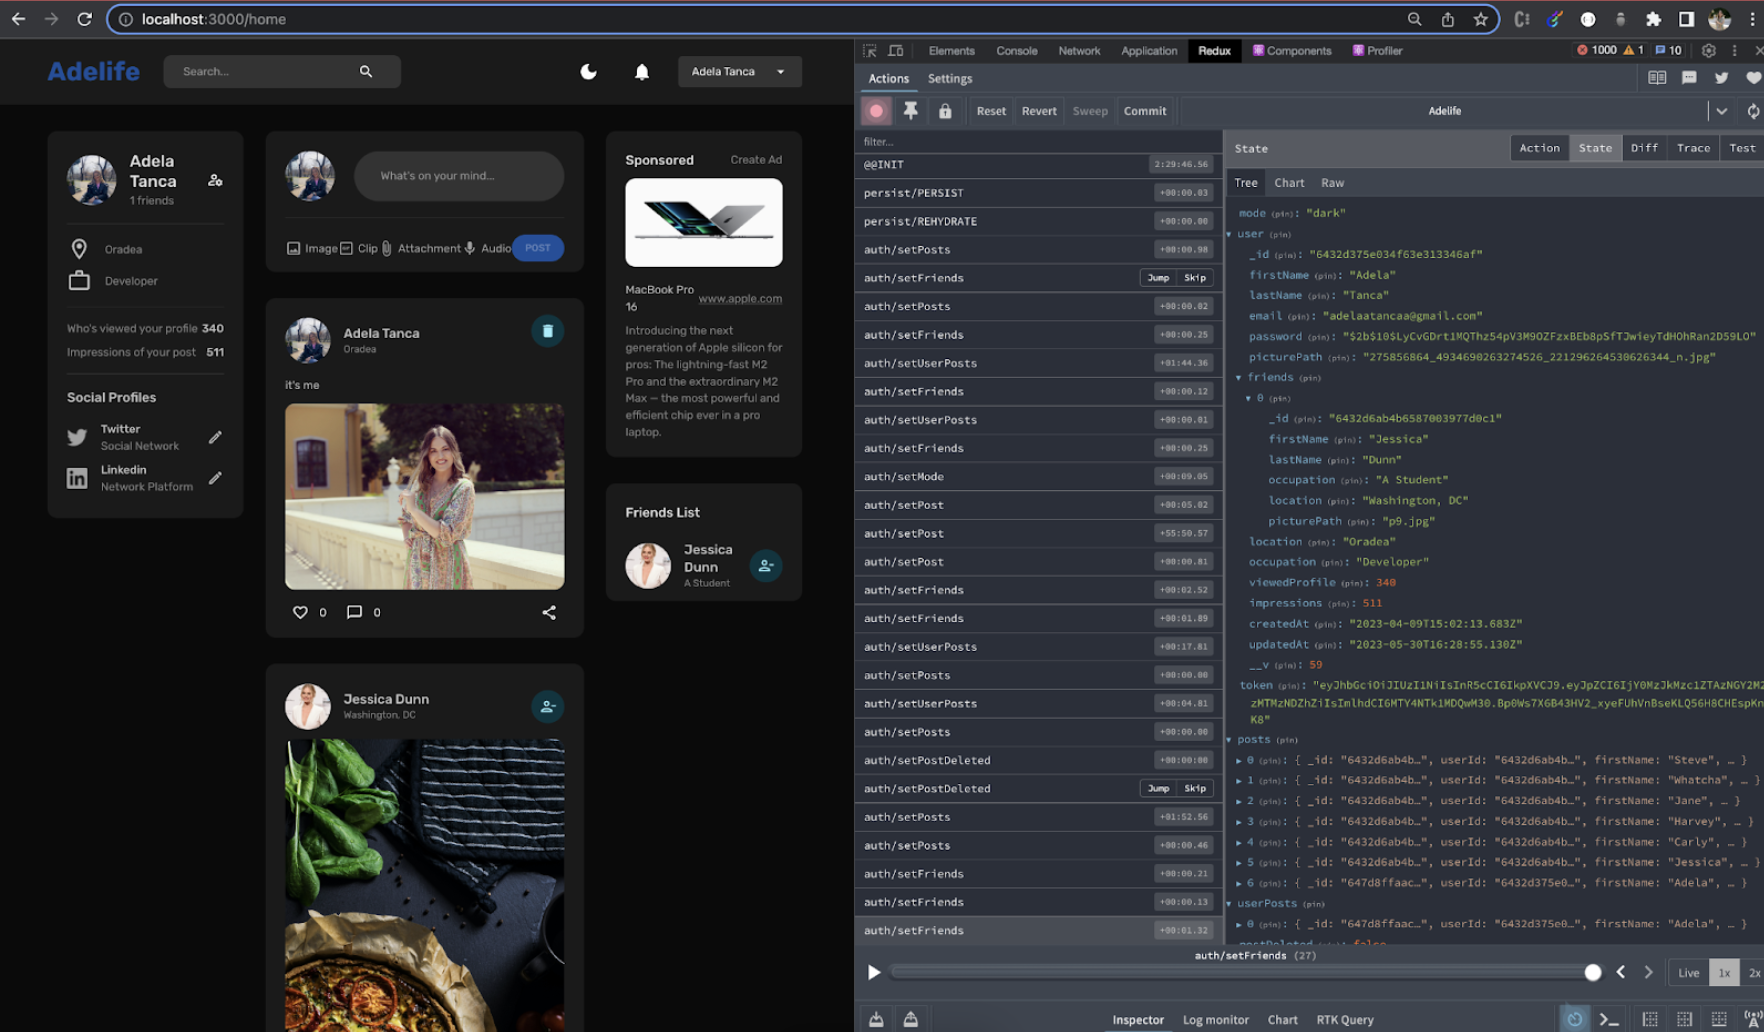 localhost:3000/home
Adelife
Search...
Adela Tanca
Adela Tanca
1 friends
Oradea
Developer
Who's viewed your profile 340
Impressions of your post 511
Social Profiles
Twitter
Social Network
Linkedin
Network Platform
What's on your mind...
Image Clip Attachment Audio POST
Adela Tanca
Oradea
it's me
0 0
Jessica Dunn
Washington, DC
Sponsored Create Ad
MacBook Pro 16 www.apple.com
Introducing the next
generation of Apple silicon for
pros: The lightning-fast M2
Pro and the extraordinary M2
Max — the most powerful and
efficient chip ever in a pro
laptop.
Friends List
Jessica Dunn
A Student
Elements Console Network Application Redux Components Profiler 1000 1 10
Actions Settings
Reset Revert Sweep Commit Adelife
filter...
@@INIT 2:29:46.56
persist/PERSIST +00:00.03
persist/REHYDRATE +00:00.00
auth/setPosts +00:00.98
auth/setFriends Jump Skip
auth/setPosts +00:00.02
auth/setFriends +00:00.25
auth/setUserPosts +01:44.36
auth/setFriends +00:00.12
auth/setUserPosts +00:00.01
auth/setFriends +00:00.25
auth/setMode +00:09.05
auth/setPost +00:05.02
auth/setPost +55:50.57
auth/setPost +00:00.81
auth/setFriends +00:02.52
auth/setFriends +00:01.89
auth/setUserPosts +00:17.81
auth/setPosts +00:00.00
auth/setUserPosts +00:04.81
auth/setPosts +00:00.00
auth/setPostDeleted +00:00:00
auth/setPostDeleted Jump Skip
auth/setPosts +01:52.56
auth/setPosts +00:00.46
auth/setFriends +00:00.21
auth/setFriends +00:00.13
auth/setFriends +00:01.32
State Action State Diff Trace Test
Tree Chart Raw
mode (pin): "dark"
user (pin)
_id (pin): "6432d375e034f63e313346af"
firstName (pin): "Adela"
lastName (pin): "Tanca"
email (pin): "adelaatancaa@gmail.com"
password (pin): "$2b$10$LyCvGDrt1MQThz54pV3M9OZFzxBEb8pSfTJwieyTdHOhRan2D59LO"
picturePath (pin): "275856864_4934690263274526_221296264530626344_n.jpg"
friends (pin)
0 (pin)
_id (pin): "6432d6ab4b6587003977d0c1"
firstName (pin): "Jessica"
lastName (pin): "Dunn"
occupation (pin): "A Student"
location (pin): "Washington, DC"
picturePath (pin): "p9.jpg"
location (pin): "Oradea"
occupation (pin): "Developer"
viewedProfile (pin): 340
impressions (pin): 511
createdAt (pin): "2023-04-09T15:02:13.683Z"
updatedAt (pin): "2023-05-30T16:28:55.130Z"
__v (pin): 59
token (pin): "eyJhbGciOiJIUzI1NiIsInR5cCI6IkpXVCJ9.eyJpZCI6IjY0MzJkMzc1ZTAzNGY2M2
zMTMzNDZhZiIsImlhdCI6MTY4NTk1MDQwM30.Bp0Ws7X6B43HV2_xyeFUhVnBseKLQ56H8CHEspKn
K8"
posts (pin)
0 (pin): { _id: "6432d6ab4b…", userId: "6432d6ab4b…", firstName: "Steve", … }
1 (pin): { _id: "6432d6ab4b…", userId: "6432d6ab4b…", firstName: "Whatcha", … }
2 (pin): { _id: "6432d6ab4b…", userId: "6432d6ab4b…", firstName: "Jane", … }
3 (pin): { _id: "6432d6ab4b…", userId: "6432d6ab4b…", firstName: "Harvey", … }
4 (pin): { _id: "6432d6ab4b…", userId: "6432d6ab4b…", firstName: "Carly", … }
5 (pin): { _id: "6432d6ab4b…", userId: "6432d6ab4b…", firstName: "Jessica", … }
6 (pin): { _id: "647d8ffaac…", userId: "6432d375e0…", firstName: "Adela", … }
userPosts (pin)
0 (pin): { _id: "647d8ffaac…", userId: "6432d375e0…", firstName: "Adela", … }
postDeleted (pin): false
auth/setFriends (27)
Live 1x 2x
Inspector Log monitor Chart RTK Query